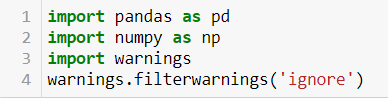 1 import pandas as pd
2 import numpy as np
3 import warnings
4 warnings.filterwarnings('ignore')